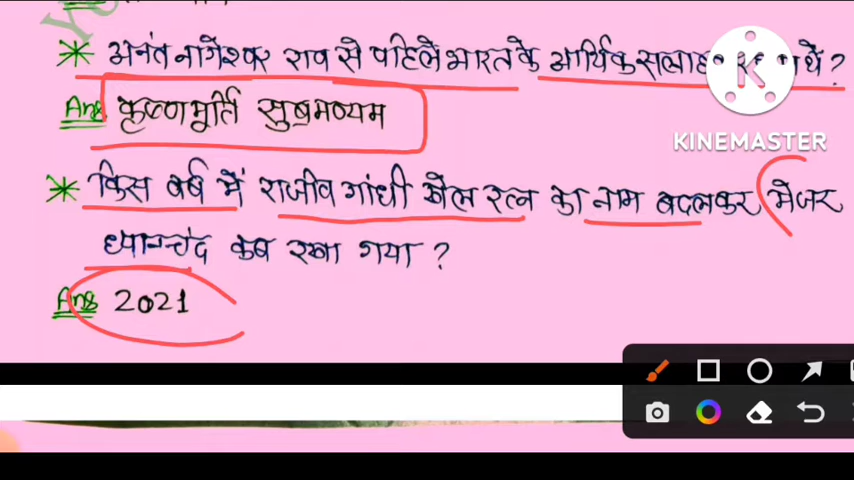 * अनंत नागेश्वर राव से पहिले भारत के आर्थिक सलाहकार थे ?
Ans कृष्णमूर्ति सुब्रमण्यम
K
KINEMASTER
* किस वर्ष में राजीव गांधी खेल रत्न का नाम बदलकर मेजर
ध्यानचंद कब रखा गया ?
Ans 2021